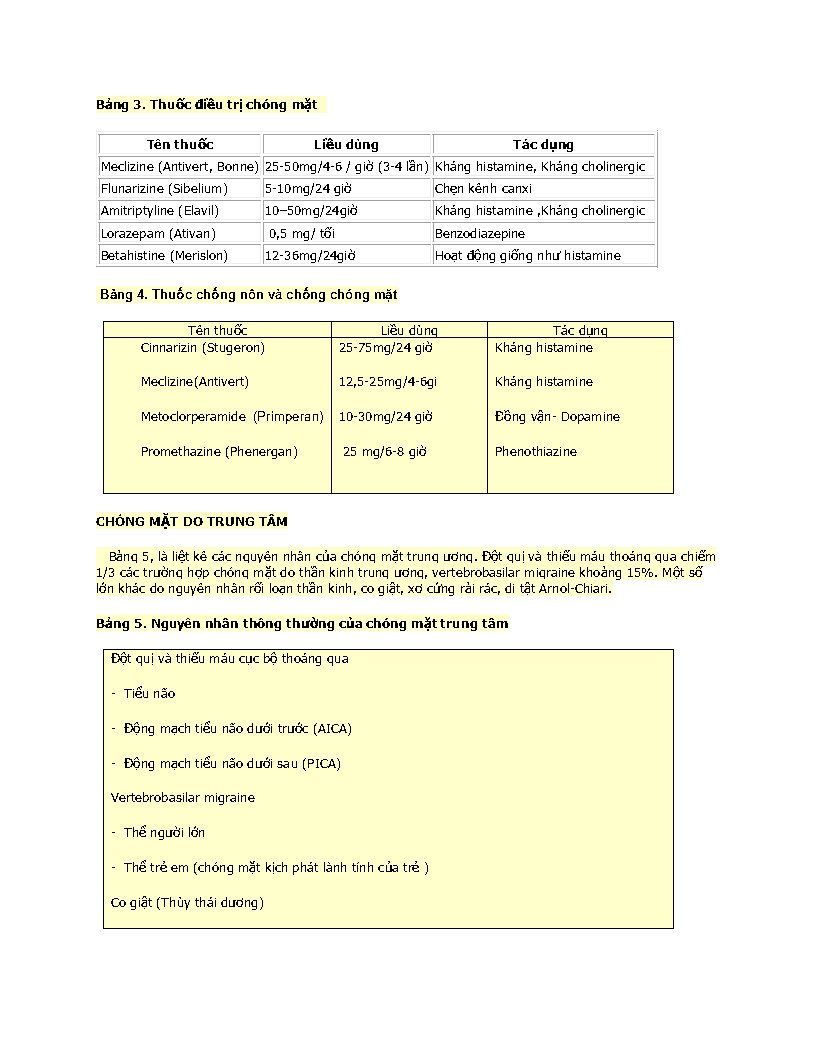 Bảng 3. Thuốc điều trị chóng mặt
Tên thuốc Liều dùng Tác dụng
Meclizine (Antivert, Bonne) 25-50mg/4-6 / giờ (3-4 lần) Kháng histamine, Kháng cholinergic
Flunarizine (Sibelium) 5-10mg/24 giờ Chẹn kênh canxi
Amitriptyline (Elavil) 10–50mg/24giờ Kháng histamine ,Kháng cholinergic
Lorazepam (Ativan) 0,5 mg/ tối Benzodiazepine
Betahistine (Merislon) 12-36mg/24giờ Hoạt động giống như histamine
Bảng 4. Thuốc chống nôn và chống chóng mặt
Tên thuốc Liều dùng Tác dụng
Cinnarizin (Stugeron) 25-75mg/24 giờ Kháng histamine
Meclizine(Antivert) 12,5-25mg/4-6gi Kháng histamine
Metoclorperamide (Primperan) 10-30mg/24 giờ Đồng vận- Dopamine
Promethazine (Phenergan) 25 mg/6-8 giờ Phenothiazine
CHÓNG MẶT DO TRUNG TÂM
Bảng 5, là liệt kê các nguyên nhân của chóng mặt trung ương. Đột quị và thiếu máu thoáng qua chiếm
1/3 các trường hợp chóng mặt do thần kinh trung ương, vertebrobasilar migraine khoảng 15%. Một số
lớn khác do nguyên nhân rối loạn thần kinh, co giật, xơ cứng rải rác, dị tật Arnol-Chiari.
Bảng 5. Nguyên nhân thông thường của chóng mặt trung tâm
Đột quị và thiếu máu cục bộ thoáng qua
- Tiểu não
- Động mạch tiểu não dưới trước (AICA)
- Động mạch tiểu não dưới sau (PICA)
Vertebrobasilar migraine
- Thể người lớn
- Thể trẻ em (chóng mặt kịch phát lành tính của trẻ )
Co giật (Thùy thái dương)